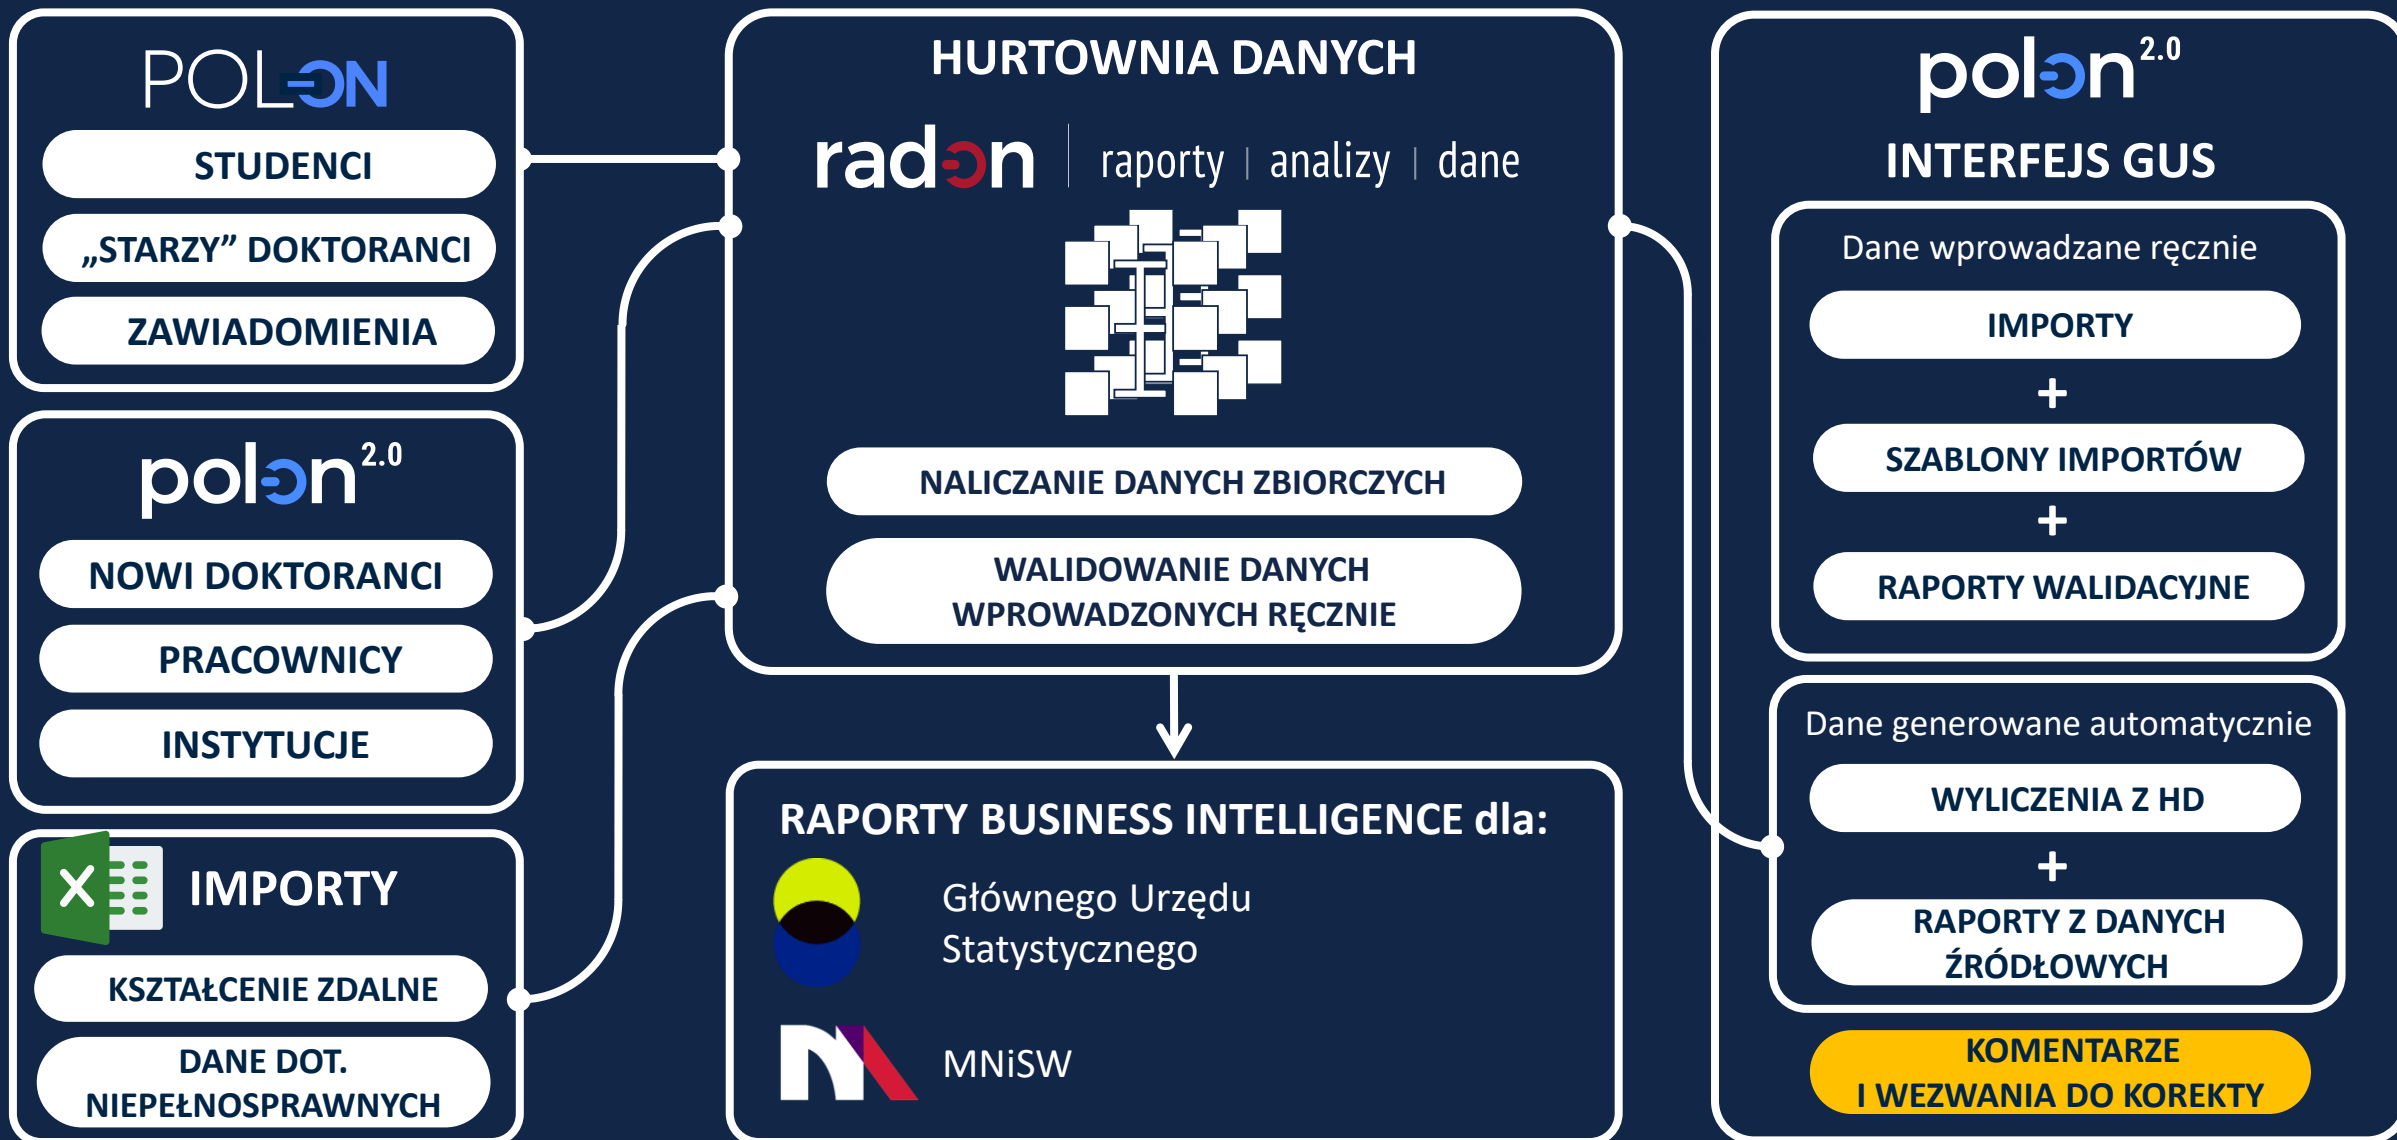 POL-ON
STUDENCI
„STARZY” DOKTORANCI
ZAWIADOMIENIA
polon 2.0
NOWI DOKTORANCI
PRACOWNICY
INSTYTUCJE
X
IMPORTY
KSZTAŁCENIE ZDALNE
DANE DOT.
NIEPEŁNOSPRAWNYCH
HURTOWNIA DANYCH
radon | raporty | analizy | dane
NALICZANIE DANYCH ZBIORCZYCH
WALIDOWANIE DANYCH
WPROWADZONYCH RĘCZNIE
RAPORTY BUSINESS INTELLIGENCE dla:
Głównego Urzędu
Statystycznego
MNiSW
polon 2.0
INTERFEJS GUS
Dane wprowadzane ręcznie
IMPORTY
+
SZABLONY IMPORTÓW
+
RAPORTY WALIDACYJNE
Dane generowane automatycznie
WYLICZENIA Z HD
+
RAPORTY Z DANYCH
ŹRÓDŁOWYCH
KOMENTARZE
I WEZWANIA DO KOREKTY